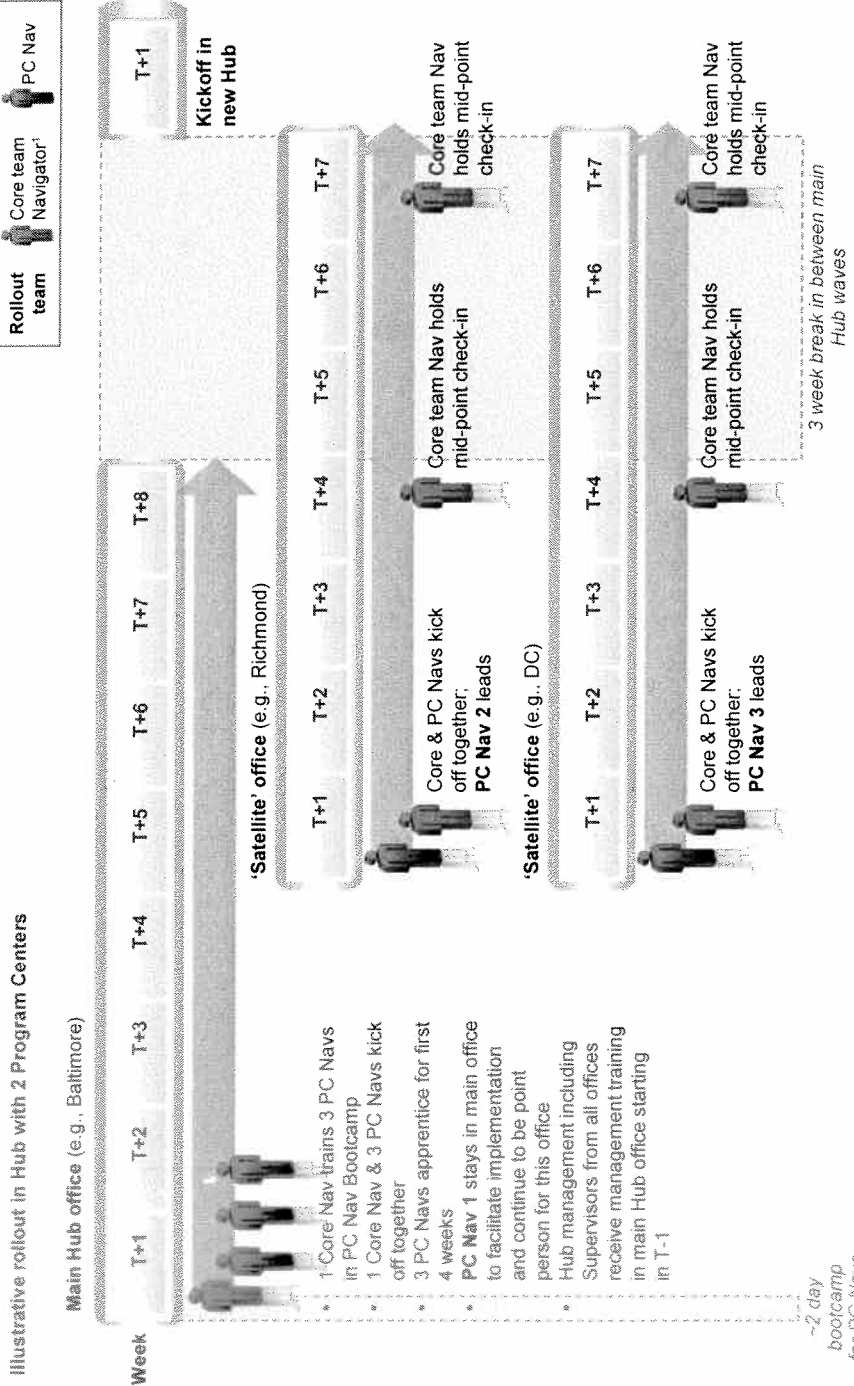 Illustrative rollout in Hub with 2 Program Centers
Rollout
team
Core team
Navigator¹
PC Nav
Main Hub office (e.g., Baltimore)
Week
T+1
T+2
T+3
T+4
T+5
T+6
T+7
T+8
T+1
Kickoff in
new Hub
• 1 Core Nav trains 3 PC Navs
in PC Nav Bootcamp
• 1 Core Nav & 3 PC Navs kick
off together
• 3 PC Navs apprentice for first
4 weeks
• PC Nav 1 stays in main office
to facilitate implementation
and continue to be point
person for this office
• Hub management including
Supervisors from all offices
receive management training
in main Hub office starting
in T-1
'Satellite' office (e.g., Richmond)
T+1
T+2
T+3
T+4
T+5
T+6
T+7
Core & PC Navs kick
off together;
PC Nav 2 leads
Core team Nav holds
mid-point check-in
Core team Nav
holds mid-point
check-in
'Satellite' office (e.g., DC)
T+1
T+2
T+3
T+4
T+5
T+6
T+7
Core & PC Navs kick
off together;
PC Nav 3 leads
Core team Nav holds
mid-point check-in
Core team Nav
holds mid-point
check-in
~2 day
bootcamp
for PC Navs
3 week break in between main
Hub waves